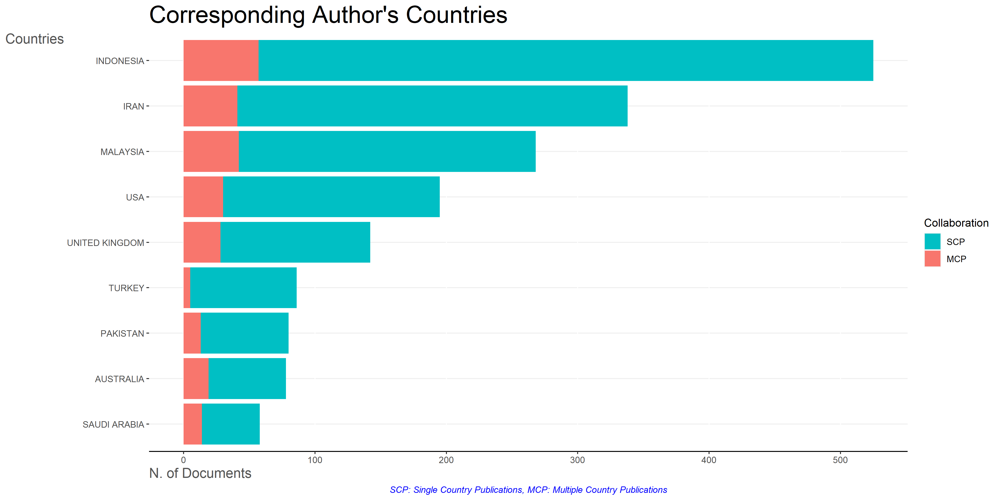 Corresponding Author's Countries
Countries
INDONESIA
IRAN
MALAYSIA
USA
UNITED KINGDOM
TURKEY
PAKISTAN
AUSTRALIA
SAUDI ARABIA
Collaboration
SCP
MCP
0 100 200 300 400 500
N. of Documents
SCP: Single Country Publications, MCP: Multiple Country Publications